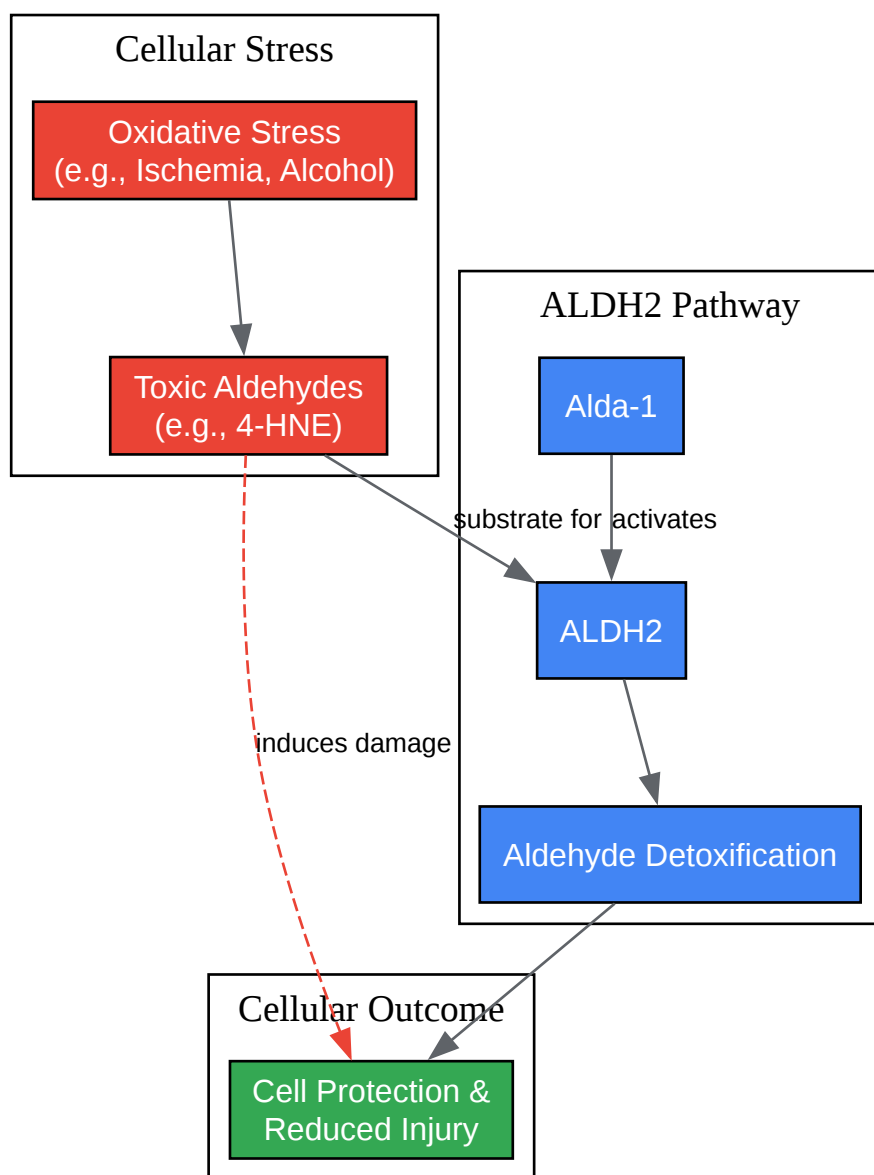 Cellular Stress
Oxidative Stress
(e.g., Ischemia, Alcohol)
Toxic Aldehydes
(e.g., 4-HNE)
ALDH2 Pathway
Alda-1
substrate for
activates
ALDH2
induces damage
Aldehyde Detoxification
Cellular Outcome
Cell Protection &
Reduced Injury